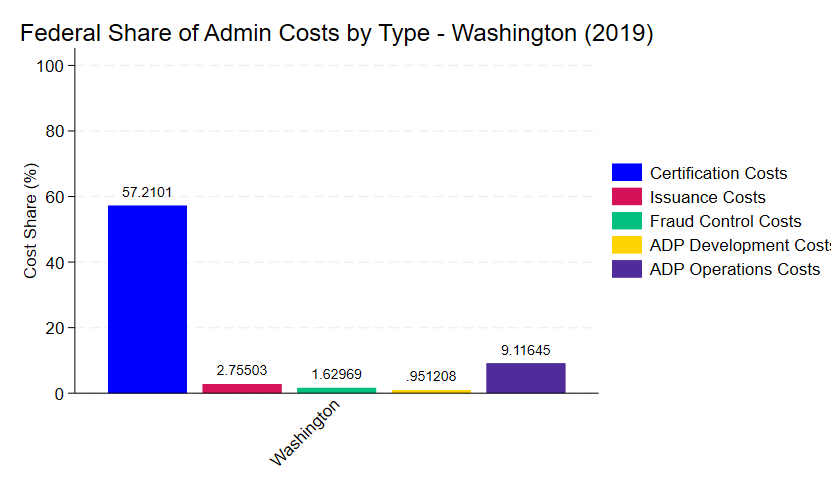 Federal Share of Admin Costs by Type - Washington (2019)
Cost Share (%)
100
80
60
40
20
0
57.2101
2.75503
1.62969
.951208
9.11645
Washington
Certification Costs
Issuance Costs
Fraud Control Costs
ADP Development Costs
ADP Operations Costs